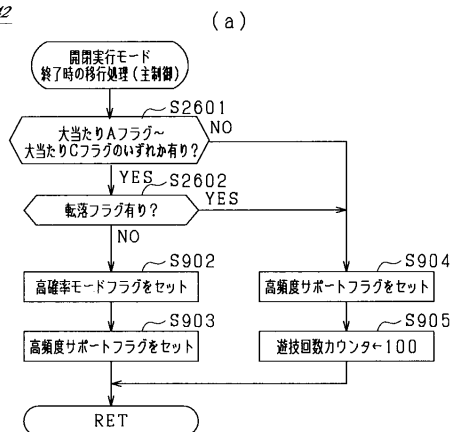 42
(a)
開閉実行モード
終了時の移行処理(主制御)
S2601
大当たりAフラグ~
大当たりCフラグのいずれか有り?
NO
YES
S2602
転落フラグ有り?
YES
NO
S902
高確率モードフラグをセット
S904
高頻度サポートフラグをセット
S903
高頻度サポートフラグをセット
S905
遊技回数カウンタ←100
RET